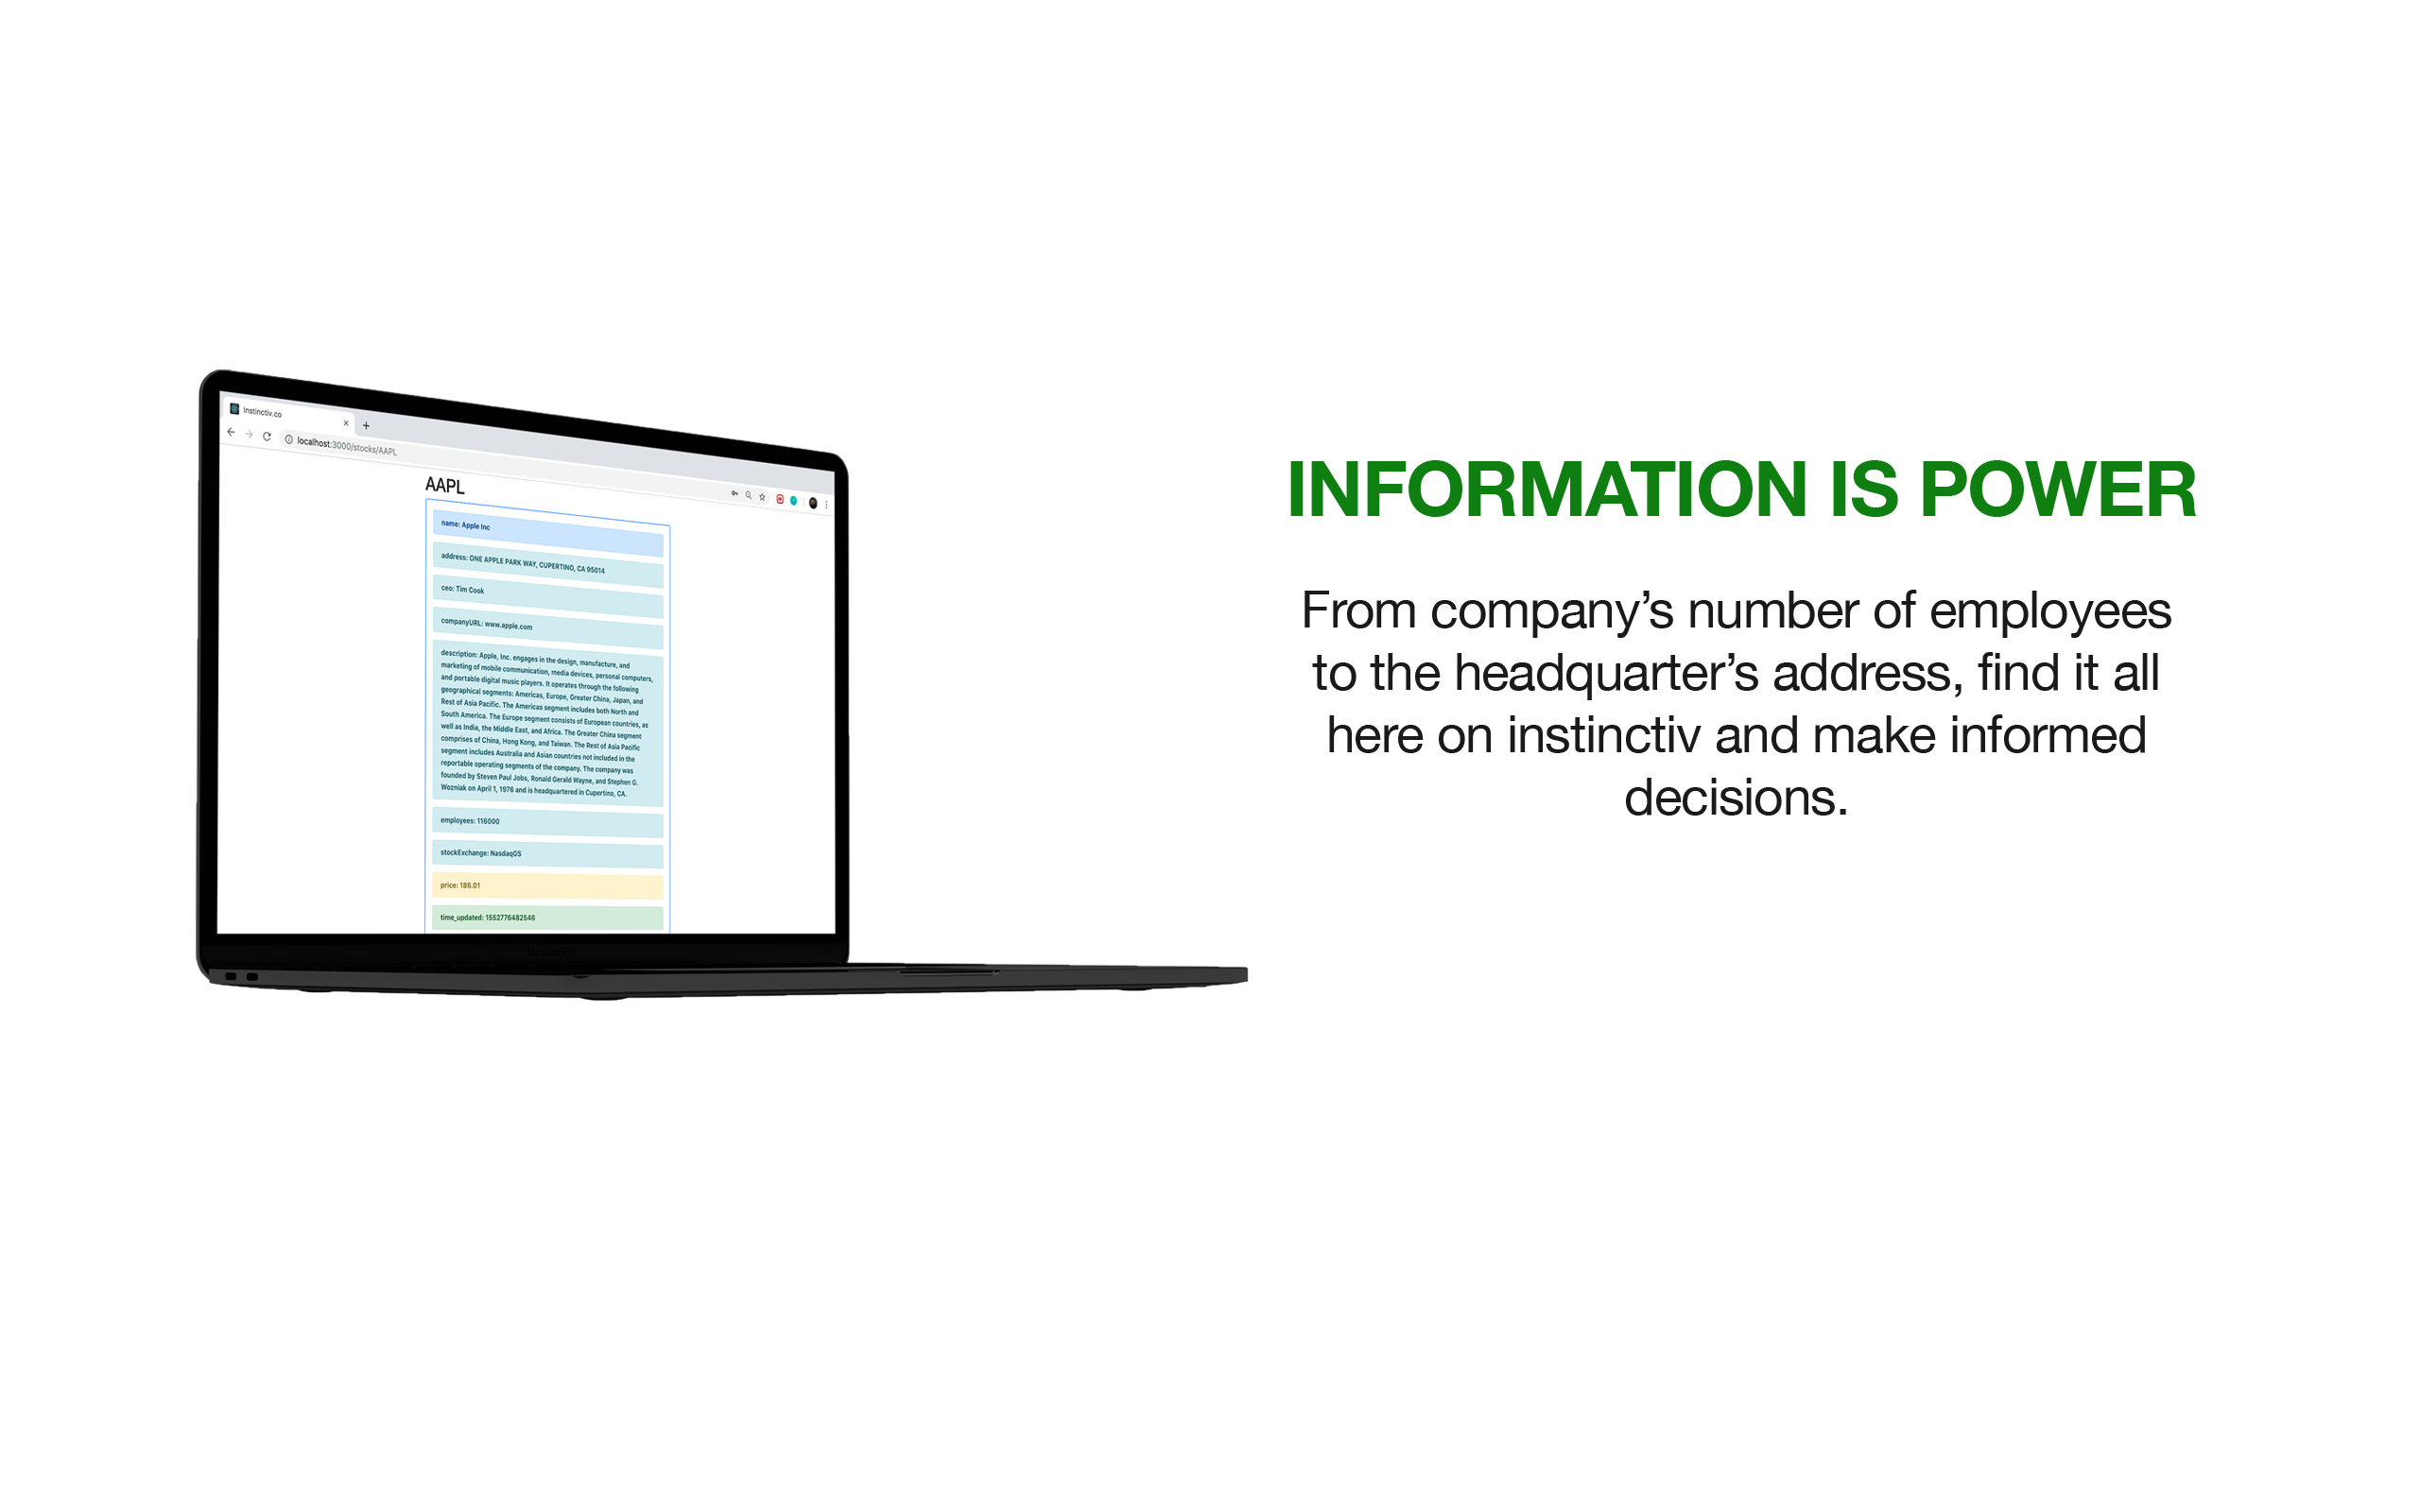 Instinctiv.co
localhost:3000/stocks/AAPL
AAPL
name: Apple Inc
address: ONE APPLE PARK WAY, CUPERTINO, CA 95014
ceo: Tim Cook
companyURL: www.apple.com
description: Apple, Inc. engages in the design, manufacture, and
marketing of mobile communication, media devices, personal computers,
and portable digital music players. It operates through the following
geographical segments: Americas, Europe, Greater China, Japan, and
Rest of Asia Pacific. The Americas segment includes both North and
South America. The Europe segment consists of European countries, as
well as India, the Middle East, and Africa. The Greater China segment
comprises of China, Hong Kong, and Taiwan. The Rest of Asia Pacific
segment includes Australia and Asian countries not included in the
reportable operating segments of the company. The company was
founded by Steven Paul Jobs, Ronald Gerald Wayne, and Stephen G.
Wozniak on April 1, 1976 and is headquartered in Cupertino, CA.
employees: 116000
stockExchange: NasdaqGS
price: 186.01
time_updated: 1552776482546
INFORMATION IS POWER
From company’s number of employees
to the headquarter’s address, find it all
here on instinctiv and make informed
decisions.